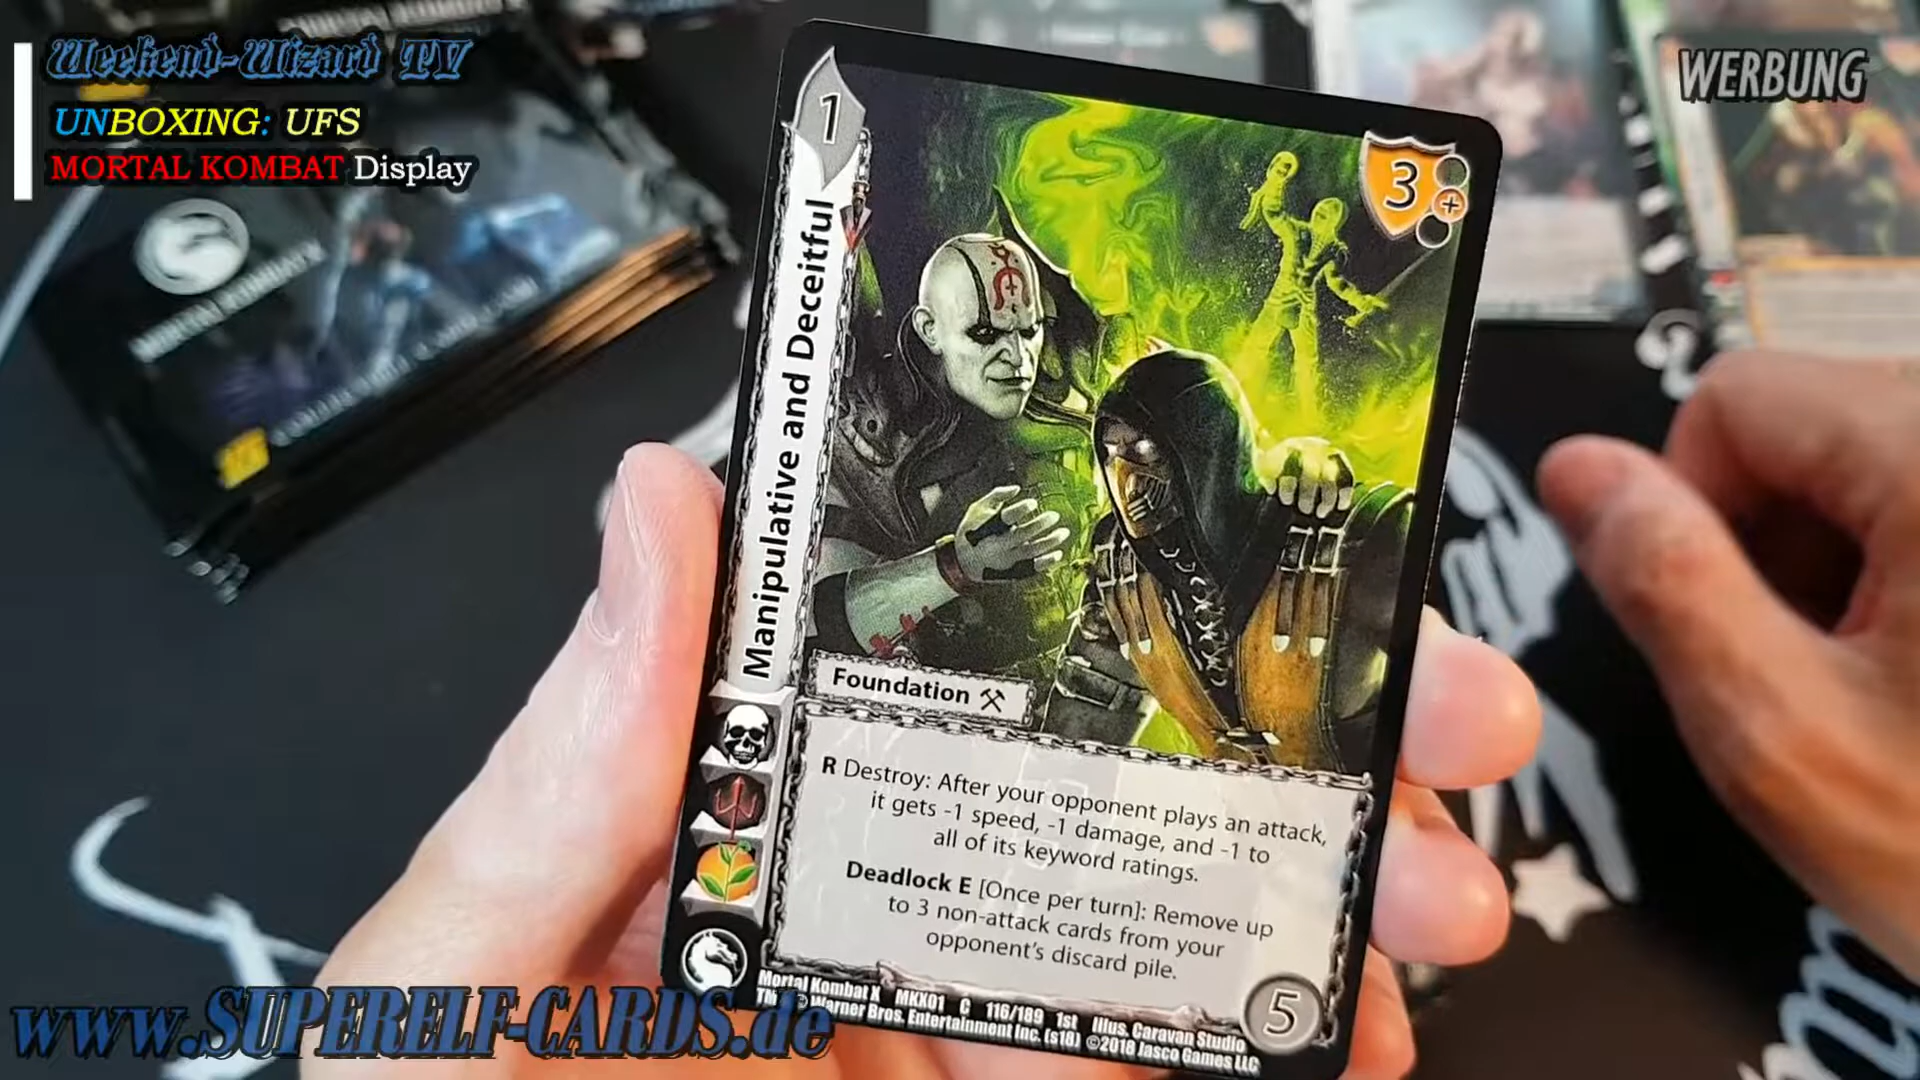 Weekend-Wizard TV
UNBOXING: UFS
MORTAL KOMBAT Display
WERBUNG
MORTAL KOMBAT X
1
3
+
Manipulative and Deceitful
Foundation
R Destroy: After your opponent plays an attack,
it gets -1 speed, -1 damage, and -1 to
all of its keyword ratings.
Deadlock E [Once per turn]: Remove up
to 3 non-attack cards from your
opponent's discard pile.
5
Mortal Kombat X MKX01 C 116/189 1st Illus. Caravan Studio
TM Warner Bros. Entertainment Inc. (s18) ©2018 Jasco Games LLC
www.SUPERELF-CARDS.de